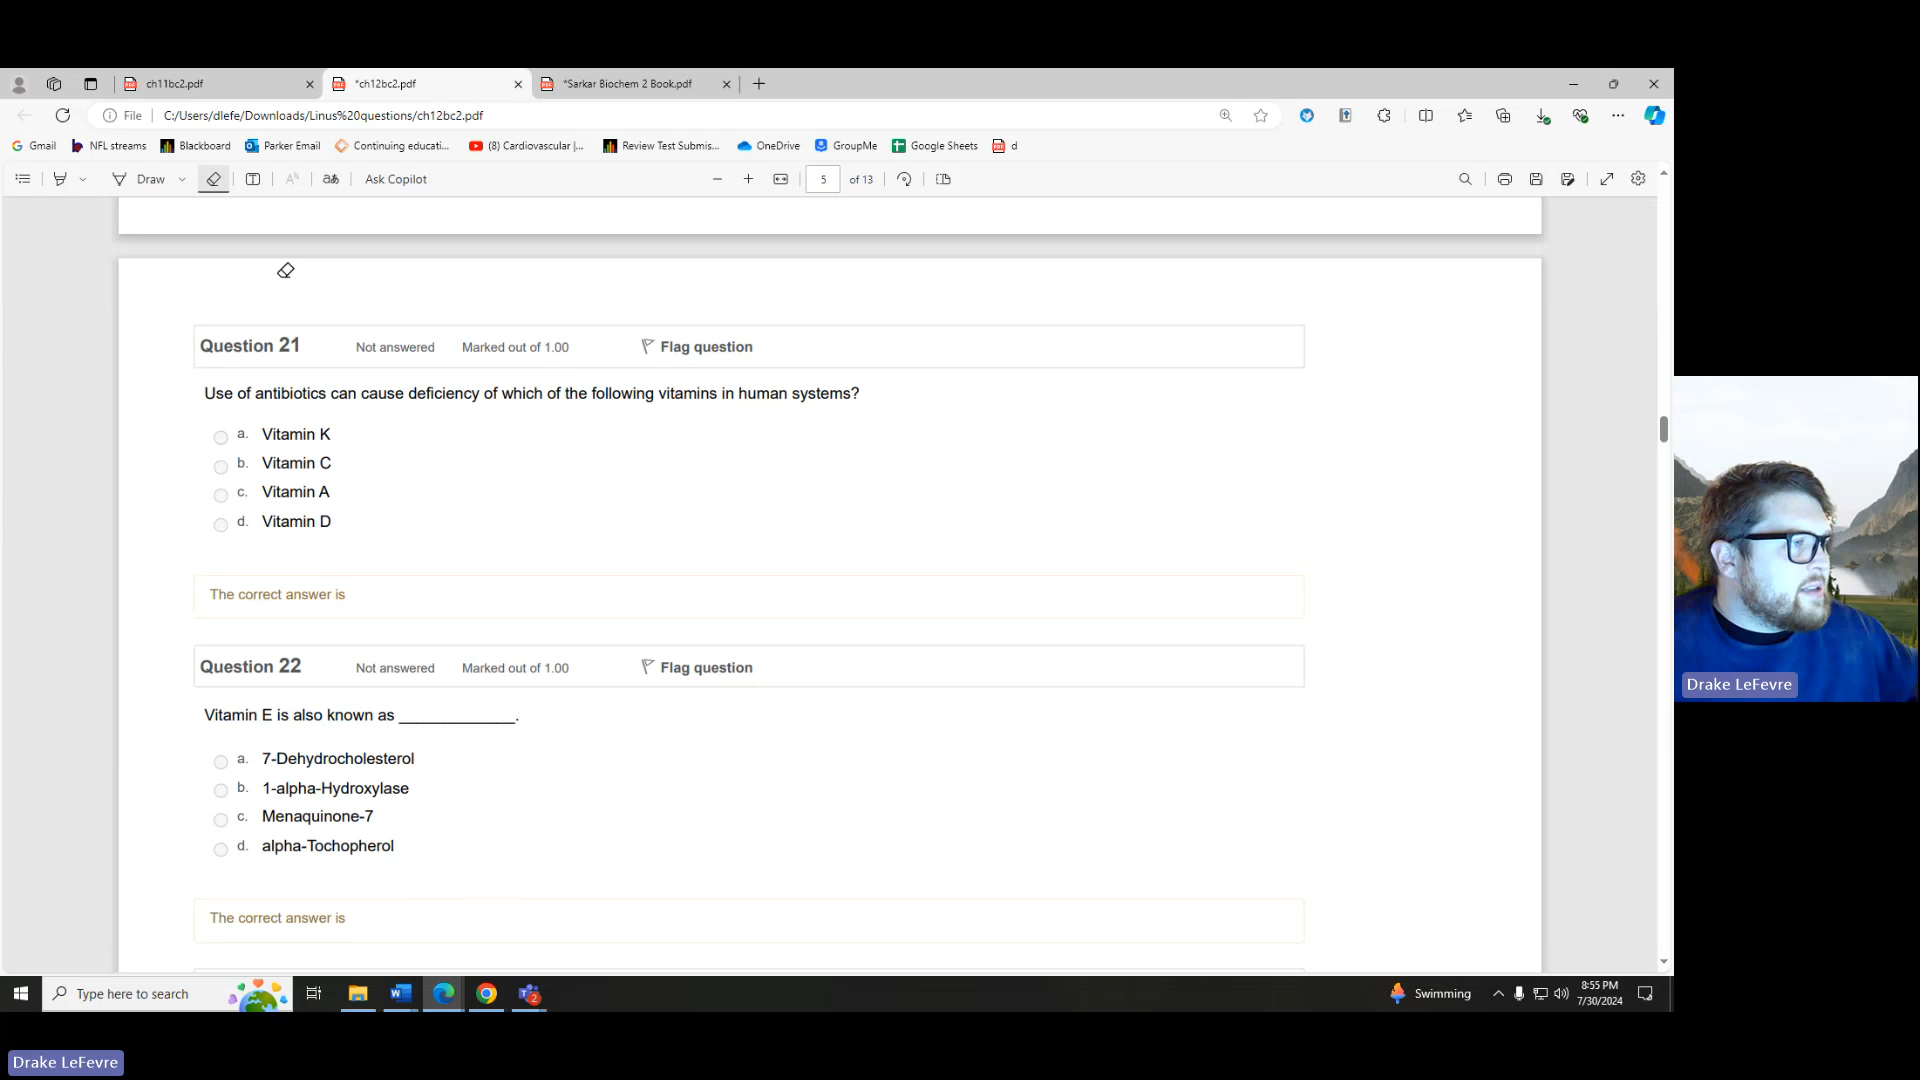 ch11bc2.pdf
*ch12bc2.pdf
*Sarkar Biochem 2 Book.pdf
File C:/Users/dlefe/Downloads/Linus%20questions/ch12bc2.pdf
Gmail NFL streams Blackboard Parker Email Continuing educati... (8) Cardiovascular |... Review Test Submis... OneDrive GroupMe Google Sheets d
Draw Ask Copilot 5 of 13
Question 21 Not answered Marked out of 1.00 Flag question
Use of antibiotics can cause deficiency of which of the following vitamins in human systems?
a. Vitamin K
b. Vitamin C
c. Vitamin A
d. Vitamin D
The correct answer is
Question 22 Not answered Marked out of 1.00 Flag question
Vitamin E is also known as ______________.
a. 7-Dehydrocholesterol
b. 1-alpha-Hydroxylase
c. Menaquinone-7
d. alpha-Tochopherol
The correct answer is
Drake LeFevre
Type here to search
2
Swimming
8:55 PM
7/30/2024
Drake LeFevre